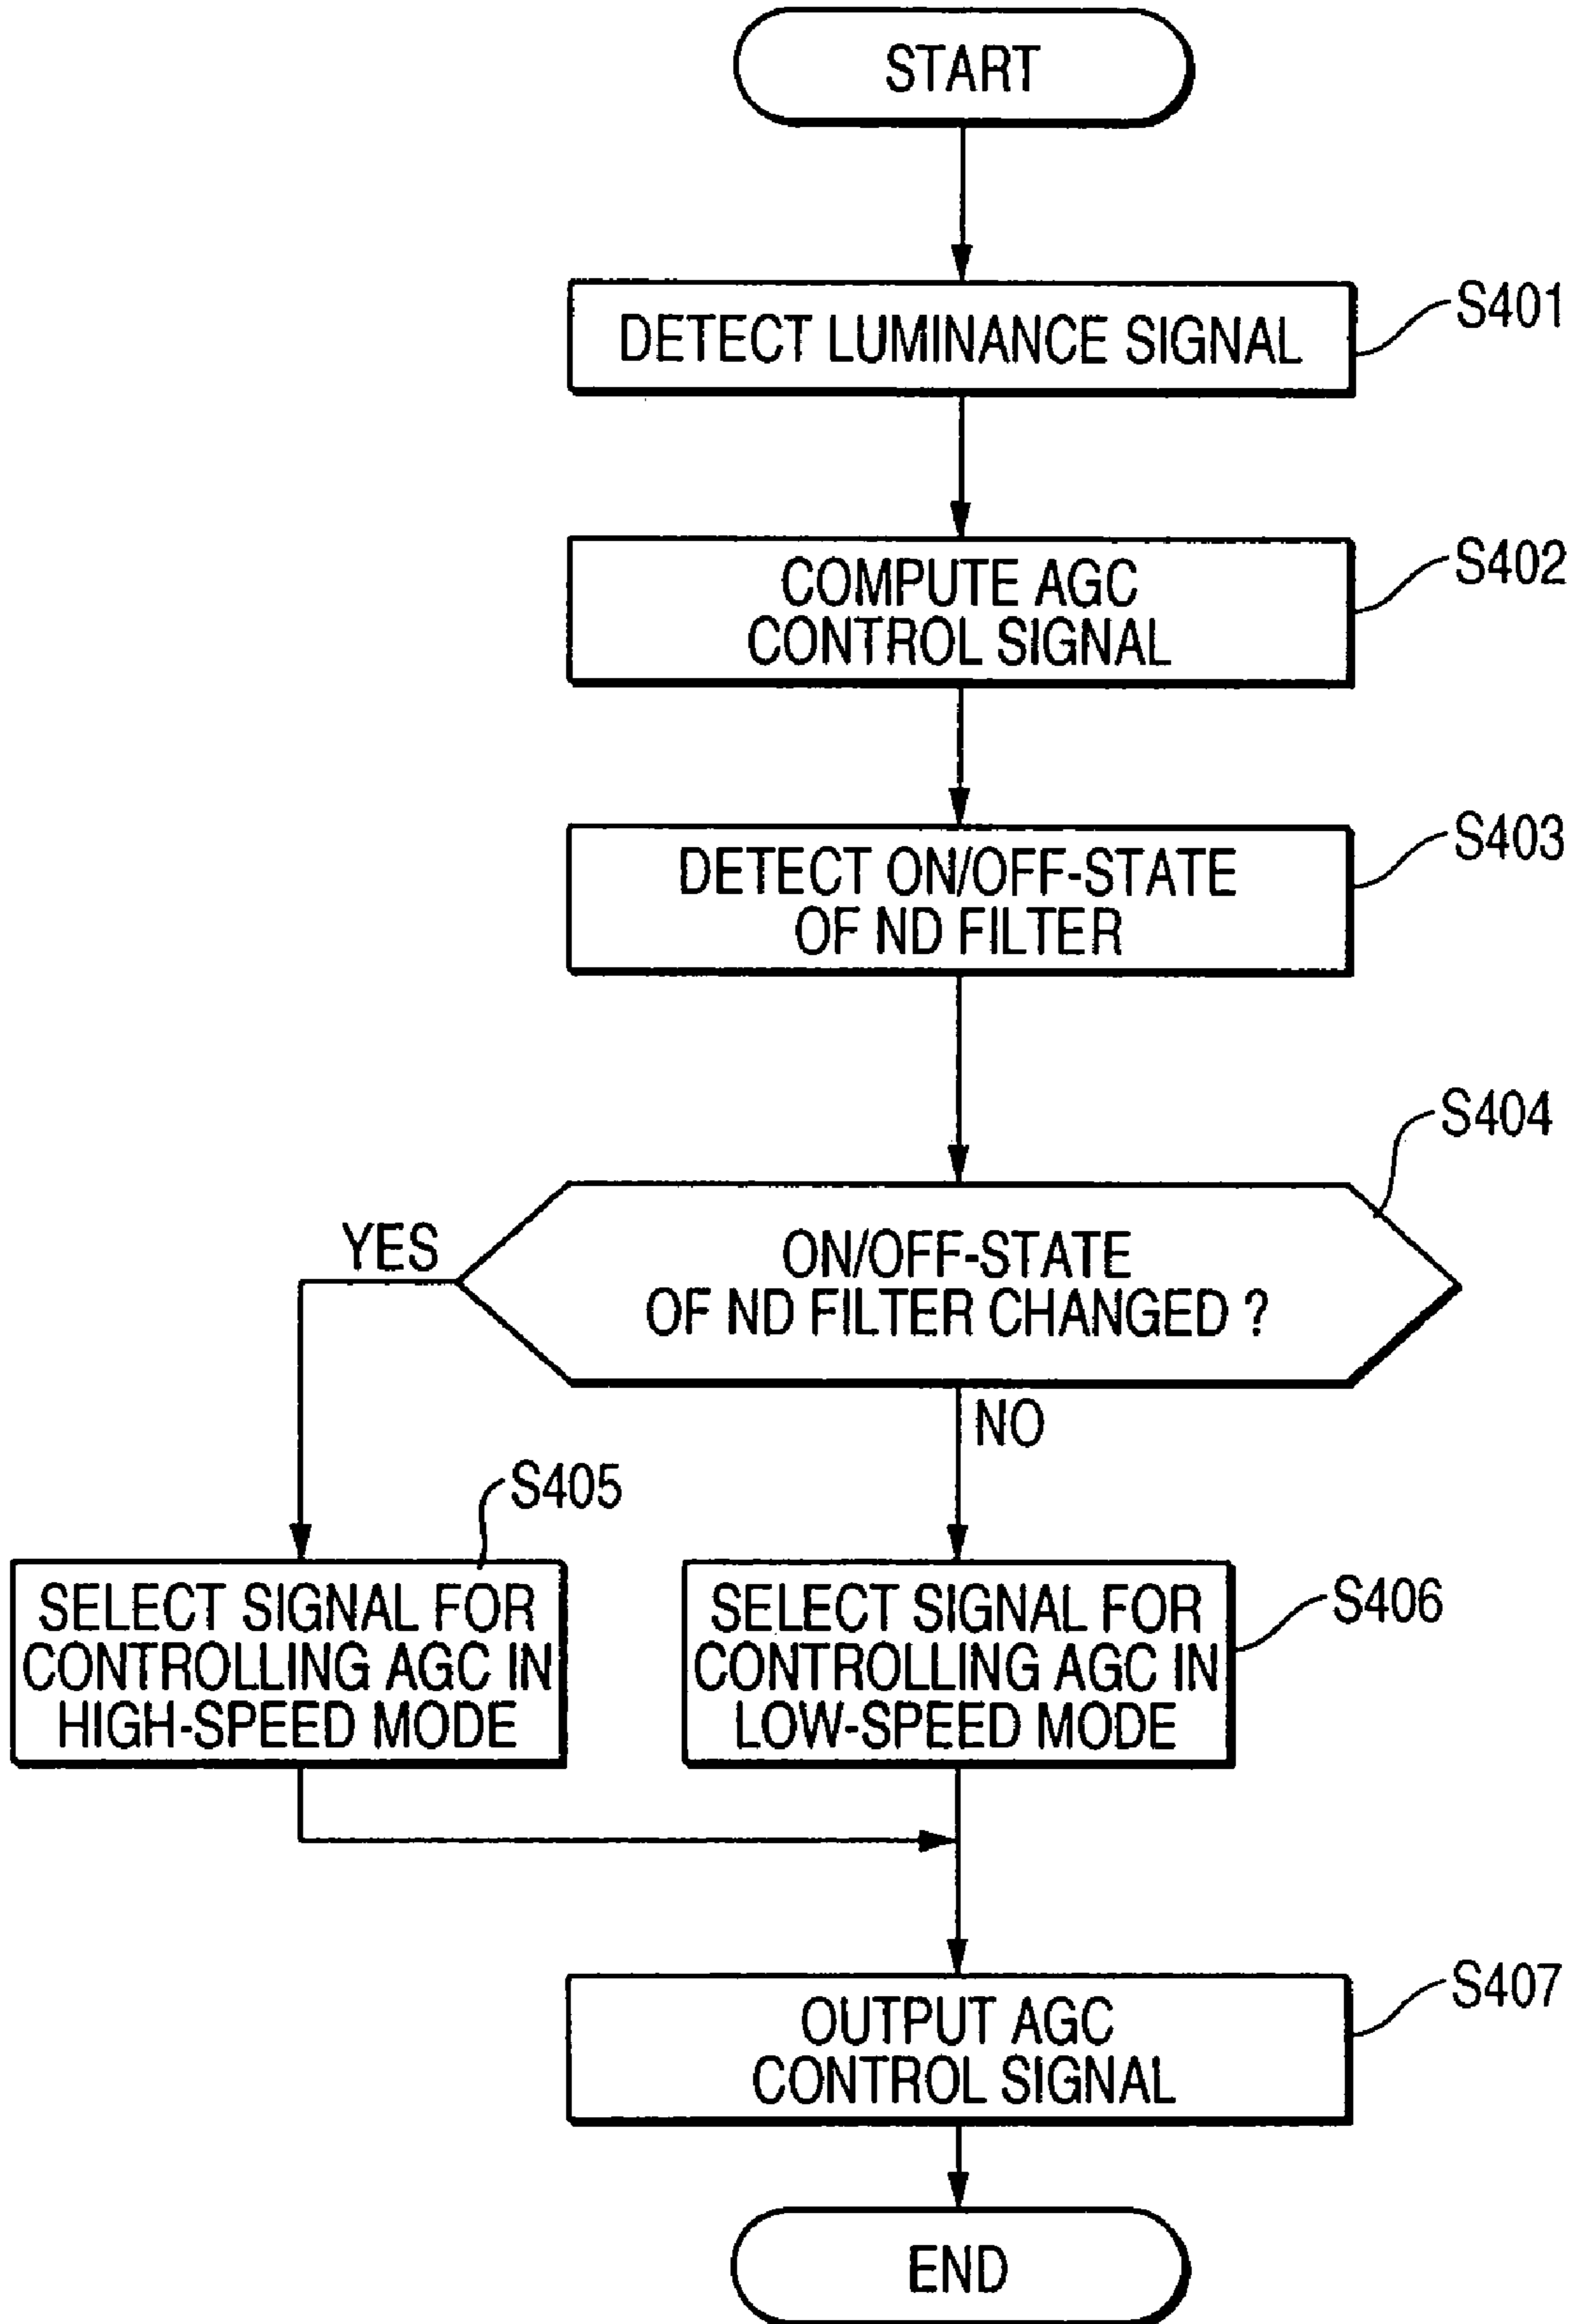 START
DETECT LUMINANCE SIGNAL
S401
COMPUTE AGC
CONTROL SIGNAL
S402
DETECT ON/OFF-STATE
OF ND FILTER
S403
S404
ON/OFF-STATE
OF ND FILTER CHANGED ?
YES
NO
S405
SELECT SIGNAL FOR
CONTROLLING AGC IN
HIGH-SPEED MODE
SELECT SIGNAL FOR
CONTROLLING AGC IN
LOW-SPEED MODE
S406
OUTPUT AGC
CONTROL SIGNAL
S407
END